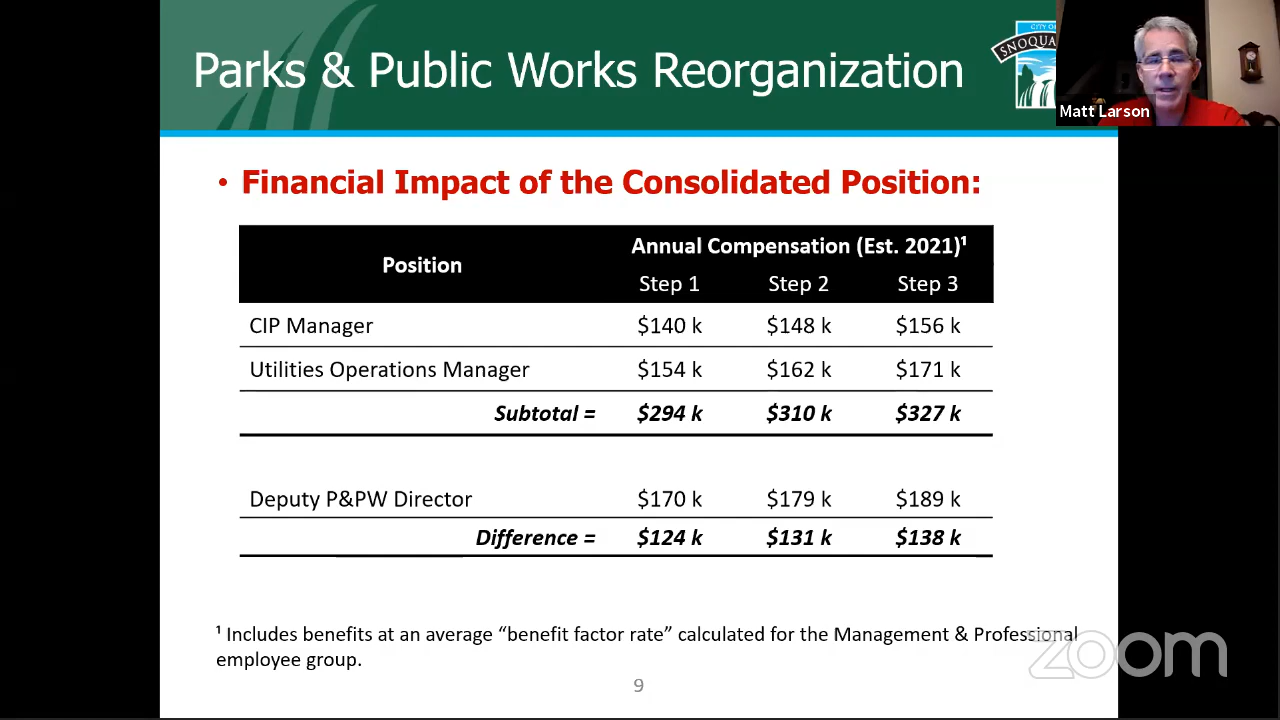 Parks & Public Works Reorganization
CITY OF
SNOQUA
Matt Larson
• Financial Impact of the Consolidated Position:
Position
Annual Compensation (Est. 2021)¹
Step 1 Step 2 Step 3
CIP Manager $140 k $148 k $156 k
Utilities Operations Manager $154 k $162 k $171 k
Subtotal = $294 k $310 k $327 k
Deputy P&PW Director $170 k $179 k $189 k
Difference = $124 k $131 k $138 k
¹ Includes benefits at an average “benefit factor rate” calculated for the Management & Professional
employee group.
zoom
9